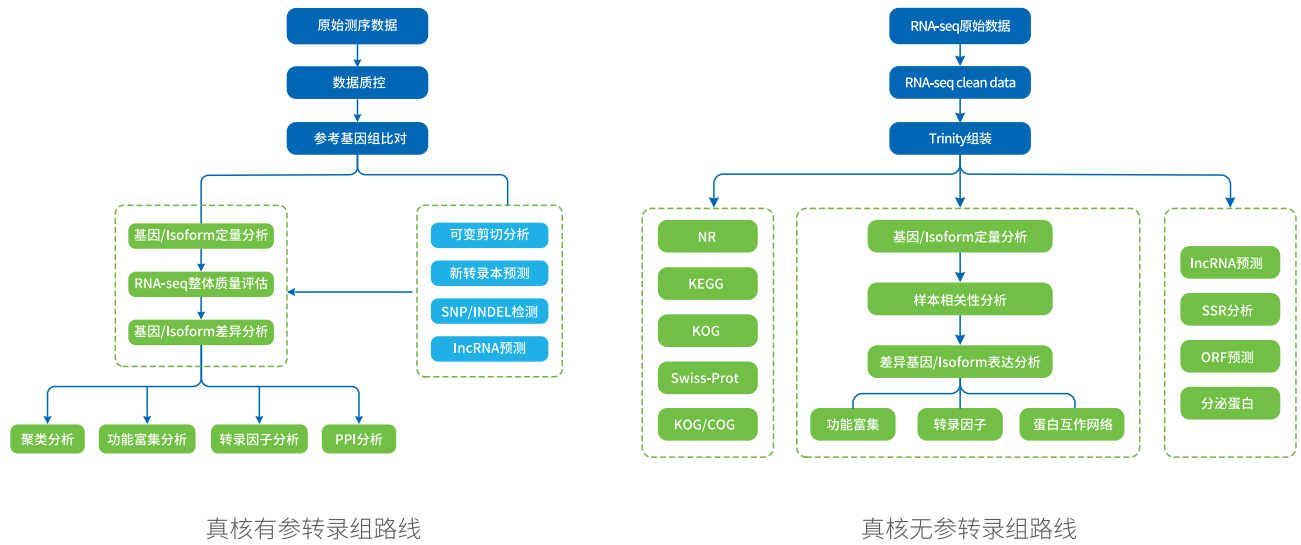 原始测序数据
数据质控
参考基因组比对
基因/Isoform定量分析
RNA-seq整体质量评估
基因/Isoform差异分析
可变剪切分析
新转录本预测
SNP/INDEL检测
lncRNA预测
聚类分析
功能富集分析
转录因子分析
PPI分析
真核有参转录组路线
RNA-seq原始数据
RNA-seq clean data
Trinity组装
NR
KEGG
KOG
Swiss-Prot
KOG/COG
基因/Isoform定量分析
样本相关性分析
差异基因/Isoform表达分析
功能富集
转录因子
蛋白互作网络
lncRNA预测
SSR分析
ORF预测
分泌蛋白
真核无参转录组路线